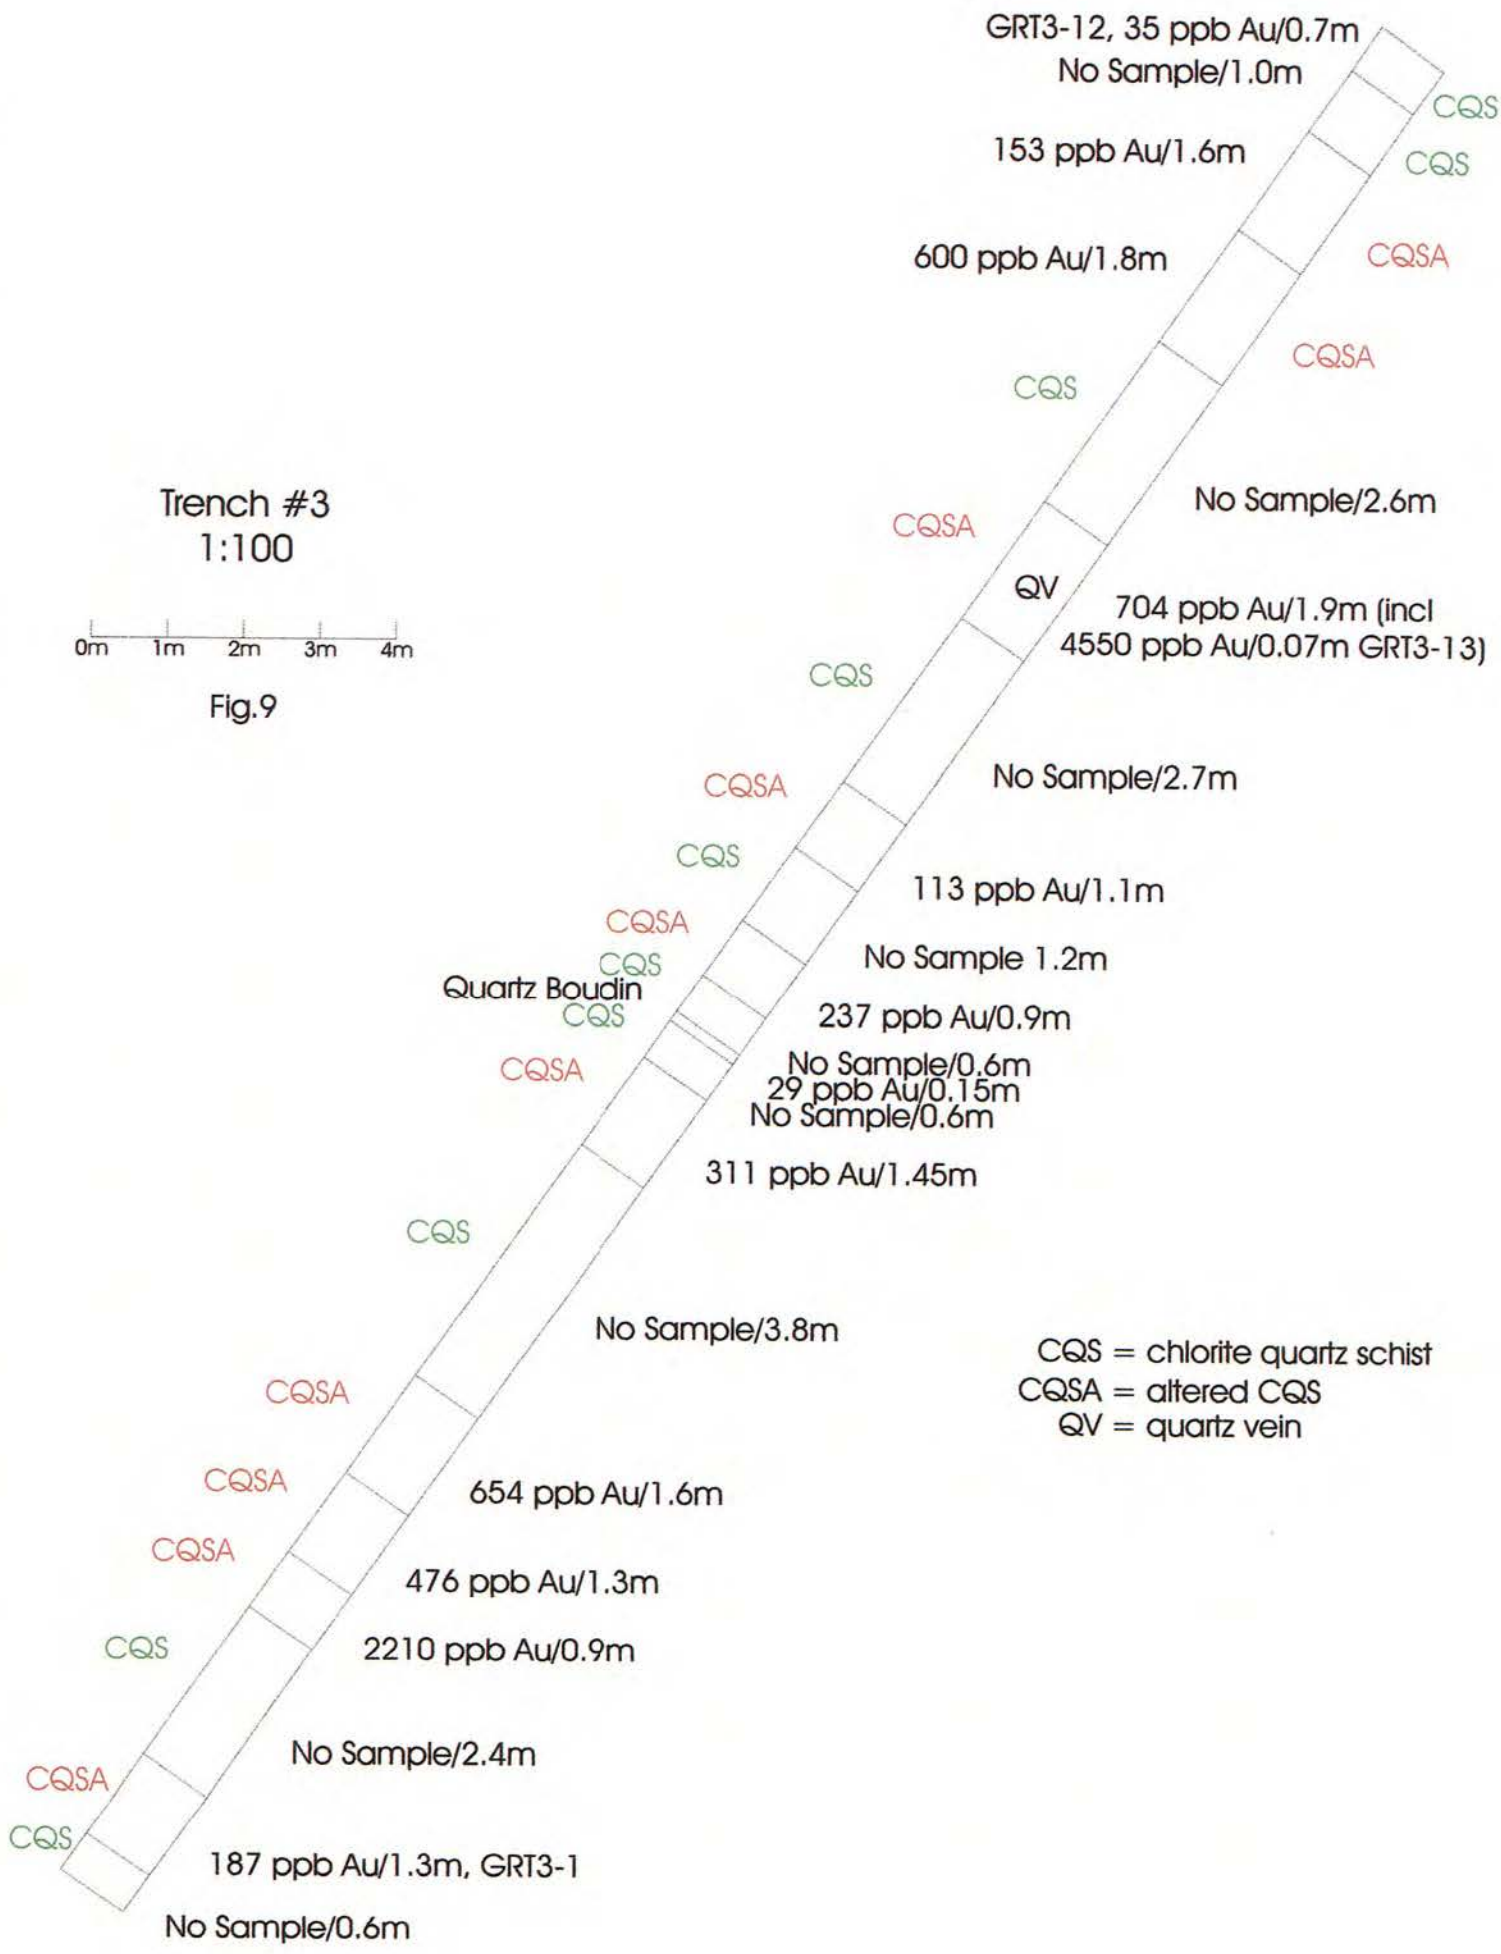 GRT3-12, 35 ppb Au/0.7m
No Sample/1.0m
CQS
153 ppb Au/1.6m
CQS
600 ppb Au/1.8m
CQSA
CQSA
CQS
No Sample/2.6m
Trench #3
1:100
0m 1m 2m 3m 4m
Fig.9
CQSA
QV
704 ppb Au/1.9m (incl
4550 ppb Au/0.07m GRT3-13)
CQS
No Sample/2.7m
CQSA
CQS
113 ppb Au/1.1m
CQSA
No Sample 1.2m
CQS
Quartz Boudin
CQS
237 ppb Au/0.9m
CQSA
No Sample/0.6m
29 ppb Au/0.15m
No Sample/0.6m
311 ppb Au/1.45m
CQS
No Sample/3.8m
CQS = chlorite quartz schist
CQSA = altered CQS
QV = quartz vein
CQSA
CQSA
654 ppb Au/1.6m
CQSA
476 ppb Au/1.3m
CQS
2210 ppb Au/0.9m
No Sample/2.4m
CQSA
CQS
187 ppb Au/1.3m, GRT3-1
No Sample/0.6m